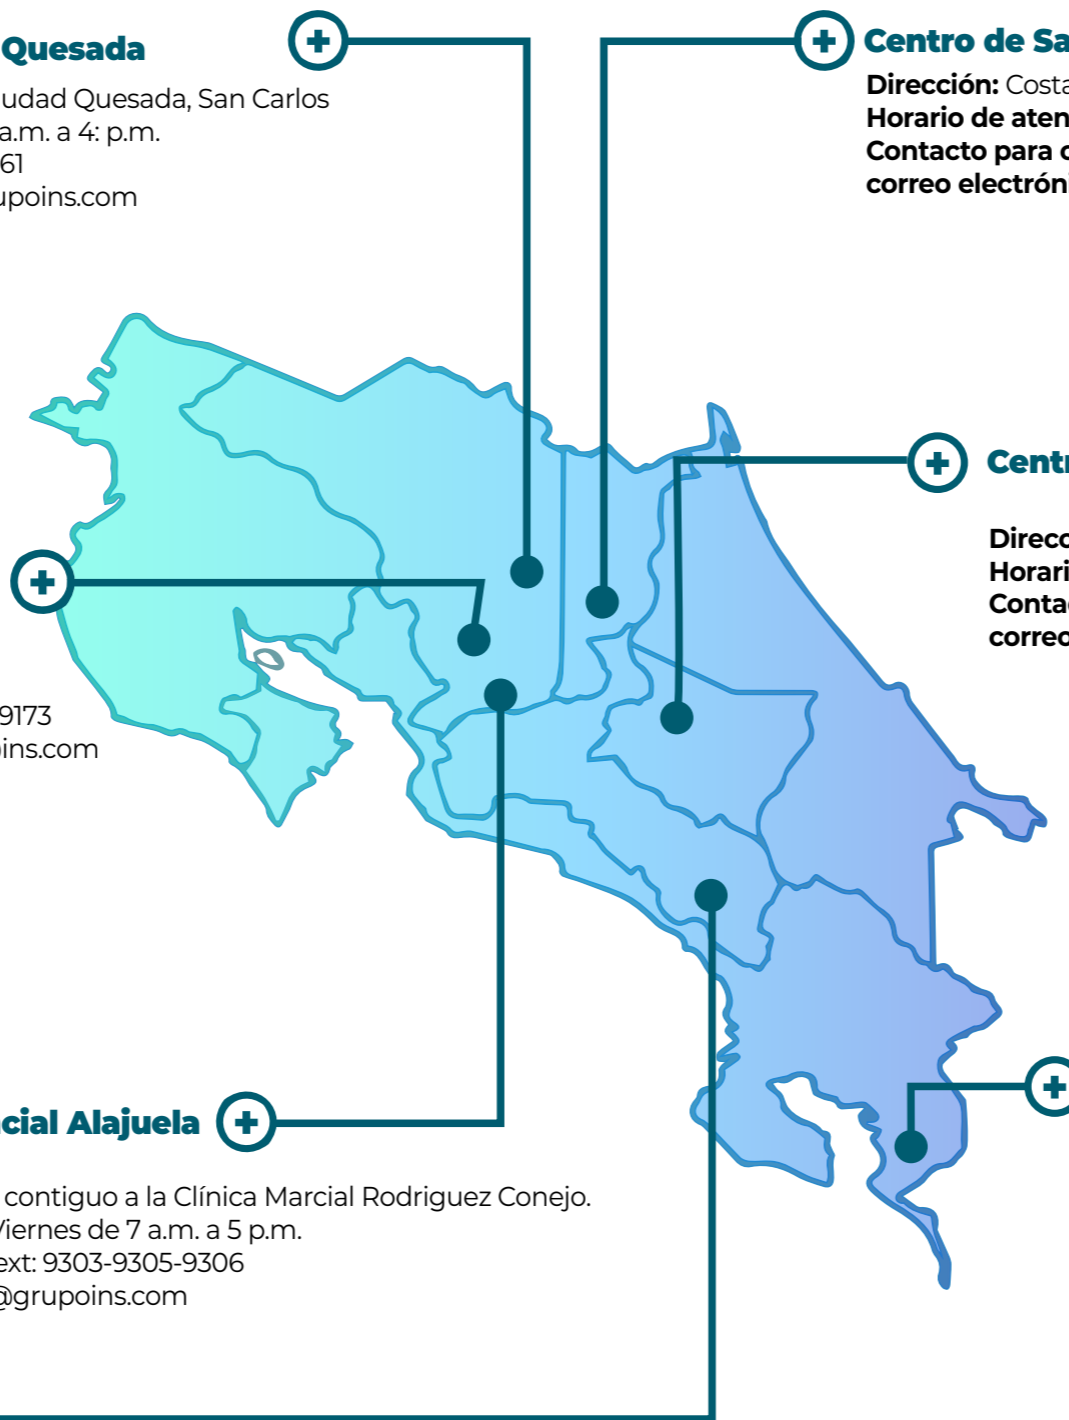 Quesada
udad Quesada, San Carlos
a.m. a 4: p.m.
61
upoins.com
Centro de Sa
Dirección: Costa
Horario de aten
Contacto para c
correo electróni
Centr
Direcc
Horari
Contac
correo
9173
ins.com
cial Alajuela
contiguo a la Clínica Marcial Rodriguez Conejo.
Viernes de 7 a.m. a 5 p.m.
ext: 9303-9305-9306
@grupoins.com